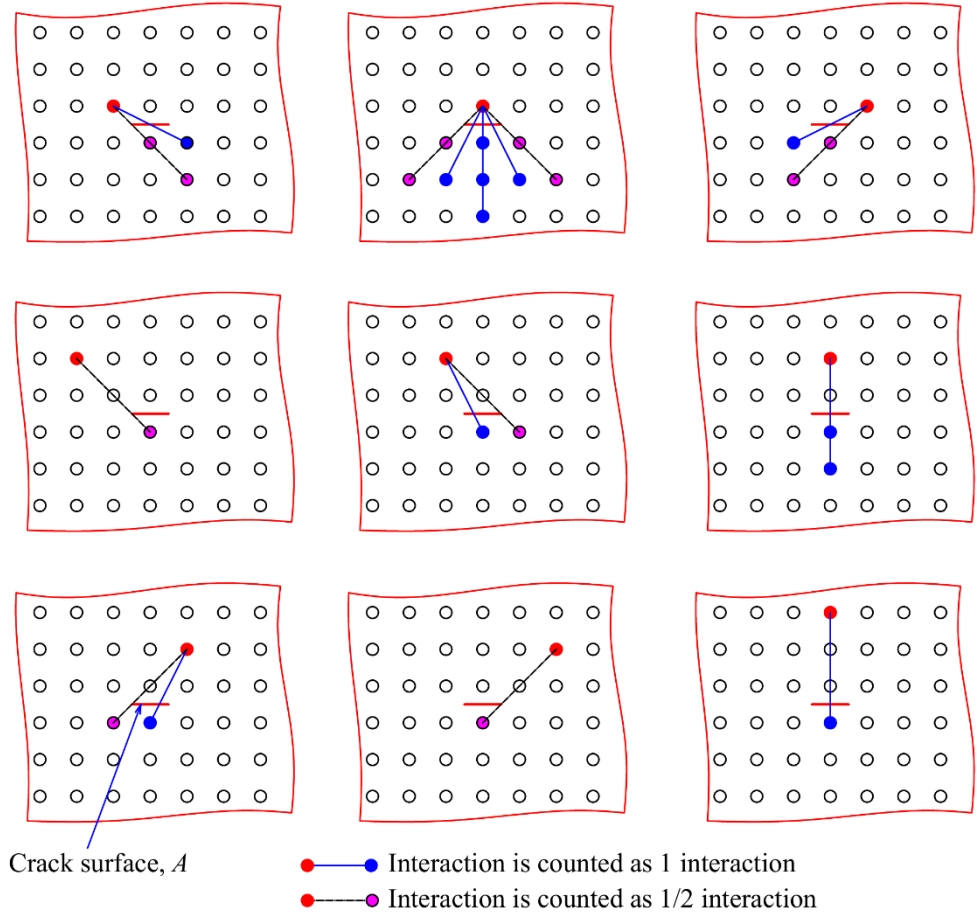 Crack surface, A
Interaction is counted as 1 interaction
Interaction is counted as 1/2 interaction